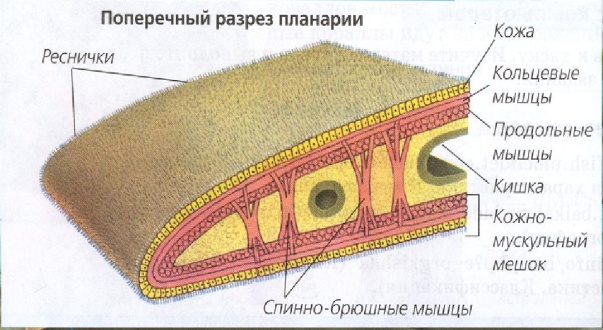 Поперечный разрез планарии
Реснички
Кожа
Кольцевые
мышцы
Продольные
мышцы
Кишка
Кожно-
мускульный
мешок
Спинно-брюшные мышцы